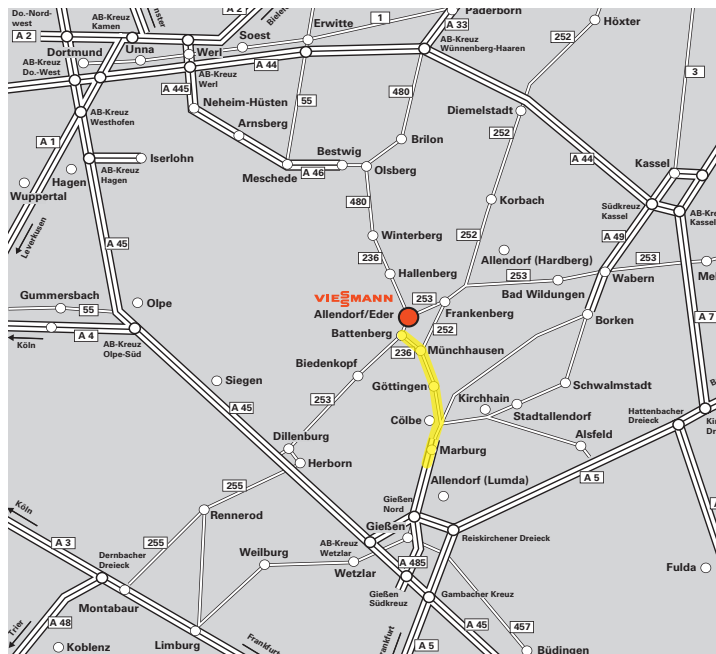 Do.-Nord-
west
A 2
AB-Kreuz
Kamen
A 2
Soest
Erwitte
1
Paderborn
A 33
Höxter
Dortmund
Unna
Werl
AB-Kreuz
Do.-West
AB-Kreuz
Werl
A 44
AB-Kreuz
Wünnenberg-Haaren
252
3
A 445
Neheim-Hüsten
55
480
Diemelstadt
AB-Kreuz
Westhofen
Arnsberg
Brilon
252
A 1
Iserlohn
AB-Kreuz
Hagen
Bestwig
A 44
Kassel
Hagen
Meschede
A 46
Olsberg
Wuppertal
480
Korbach
Südkreuz
Kassel
AB-Kreuz
Leverkusen
A 45
Winterberg
252
A 49
Allendorf (Hardberg)
236
253
Hallenberg
253
Wabern
Bad Wildungen
Gummersbach
Olpe
VIESSMANN
253
Allendorf/Eder
Frankenberg
55
Borken
A 7
Köln
A 4
AB-Kreuz
Olpe-Süd
Battenberg
252
236
Münchhausen
Biedenkopf
Siegen
Göttingen
Schwalmstadt
253
Kirchhain
A 45
Cölbe
Stadtallendorf
Hattenbacher
Dreieck
Dillenburg
Alsfeld
Marburg
Herborn
A 5
255
Allendorf (Lumda)
Köln
Rennerod
Gießen
Nord
Gießen
A 3
255
AB-Kreuz
Wetzlar
Reiskirchener Dreieck
Dernbacher
Dreieck
Weilburg
A 485
Wetzlar
Fulda
Montabaur
Gießen
Südkreuz
Gambacher Kreuz
Trier
A 48
Koblenz
Limburg
Frankfurt
Frankfurt
A 5
A 45
457
Büdingen